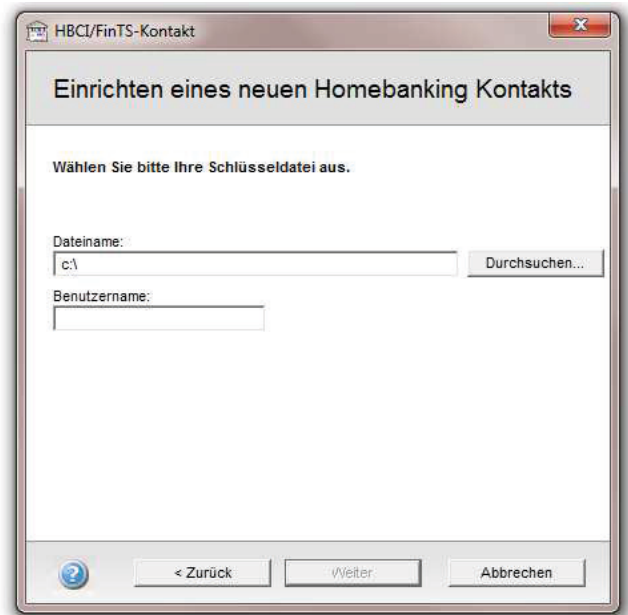 HBCI/FinTS-Kontakt
Einrichten eines neuen Homebanking Kontakts
Wählen Sie bitte Ihre Schlüsseldatei aus.
Dateiname:
c:\ Durchsuchen...
Benutzername:
? < Zurück Weiter Abbrechen